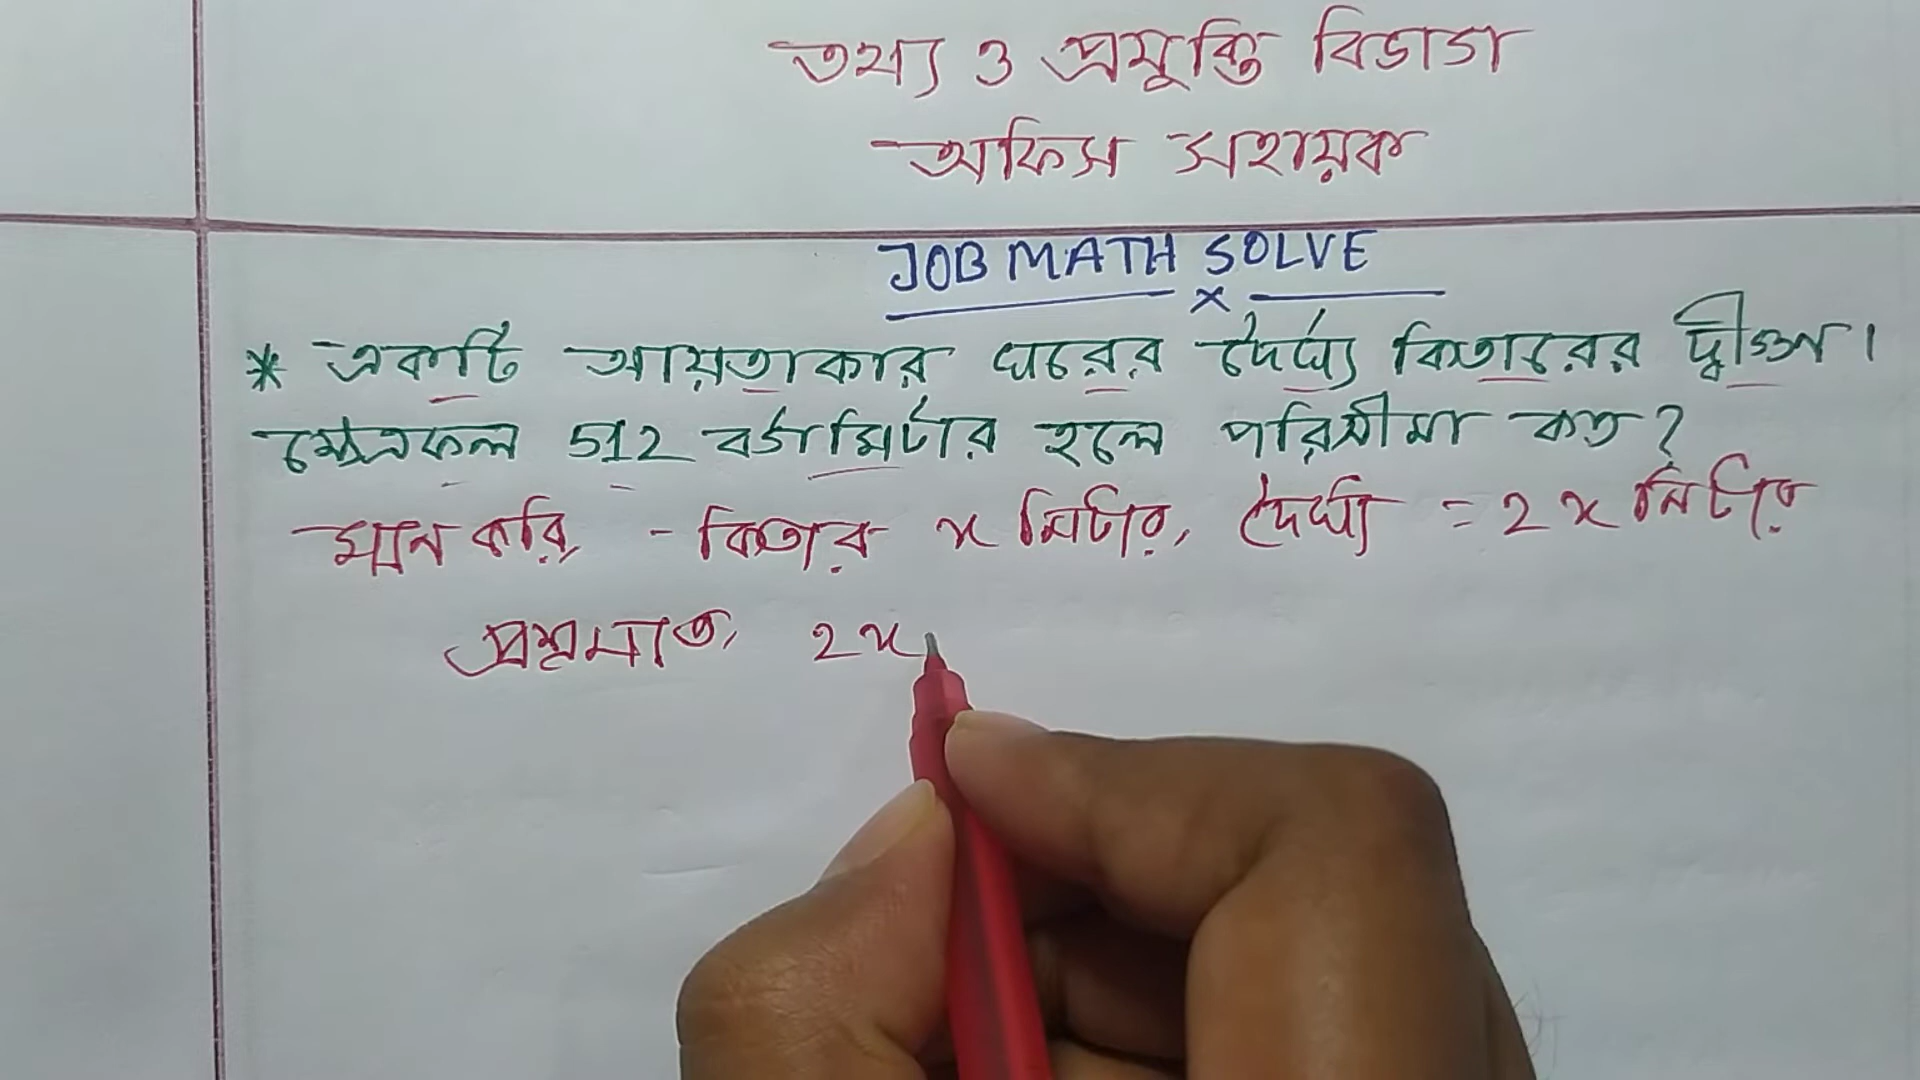 তথ্য ও প্রযুক্তি বিভাগ
অফিস সহায়ক
JOB MATH SOLVE
x
* একটি আয়তাকার ঘরের দৈর্ঘ্য বিস্তারের দ্বীগুণ।
ক্ষেত্রফল 512 বর্গমিটার হলে পরিসীমা কত?
মনে করি, - বিস্তার x মিটার, দৈর্ঘ্য = 2x মিটার
প্রশ্নমতে, 2x